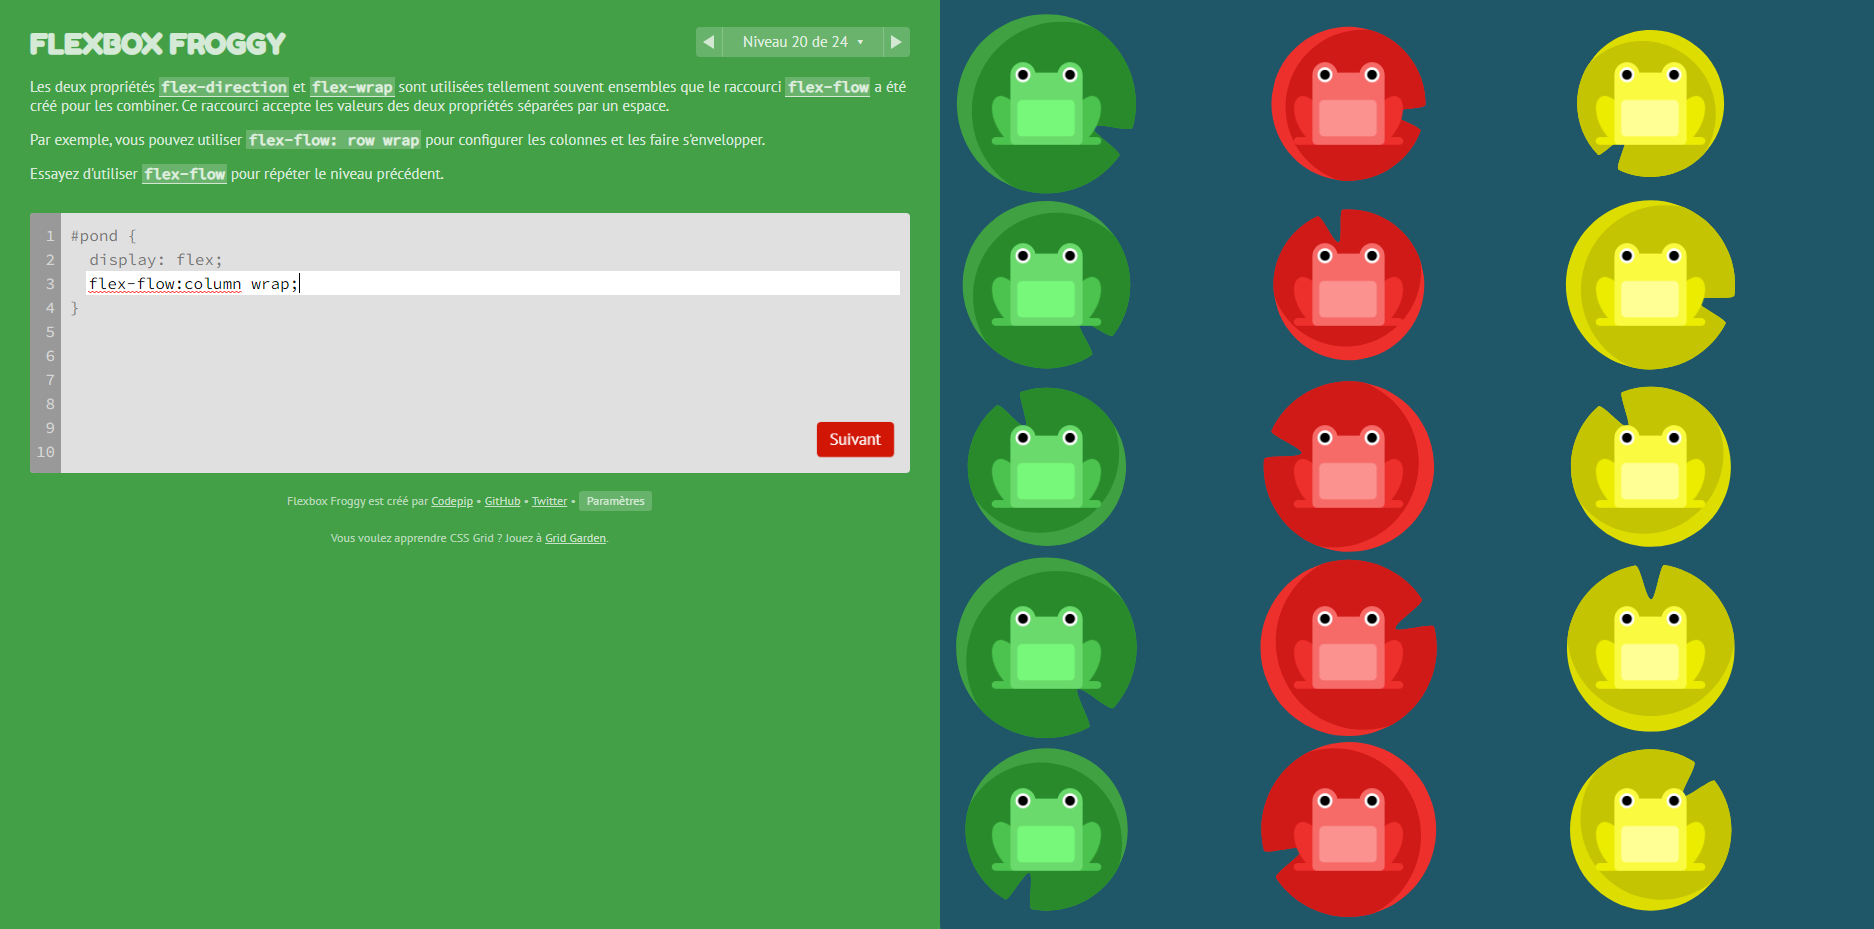 FLEXBOX FROGGY
◀ Niveau 20 de 24 ▾ ▶
Les deux propriétés flex-direction et flex-wrap sont utilisées tellement souvent ensembles que le raccourci flex-flow a été
créé pour les combiner. Ce raccourci accepte les valeurs des deux propriétés séparées par un espace.
Par exemple, vous pouvez utiliser flex-flow: row wrap pour configurer les colonnes et les faire s'envelopper.
Essayez d'utiliser flex-flow pour répéter le niveau précédent.
1 #pond {
2 display: flex;
3 flex-flow:column wrap;
4 }
5
6
7
8
9
10
Suivant
Flexbox Froggy est créé par Codepip • GitHub • Twitter • Paramètres
Vous voulez apprendre CSS Grid ? Jouez à Grid Garden.